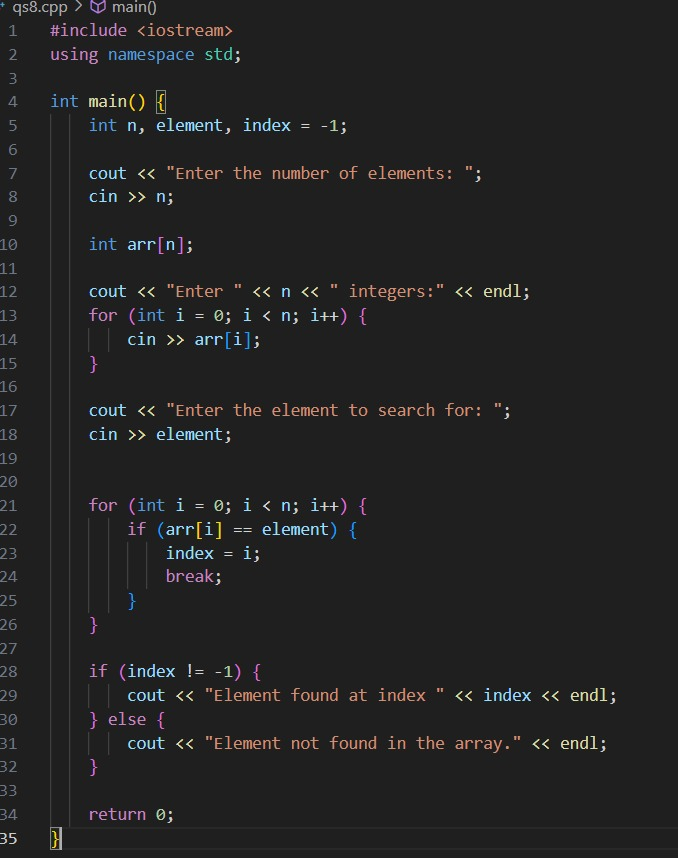 qs8.cpp > main()
1 #include <iostream>
2 using namespace std;
3
4 int main() {
5     int n, element, index = -1;
6
7     cout << "Enter the number of elements: ";
8     cin >> n;
9
10     int arr[n];
11
12     cout << "Enter " << n << " integers:" << endl;
13     for (int i = 0; i < n; i++) {
14         cin >> arr[i];
15     }
16
17     cout << "Enter the element to search for: ";
18     cin >> element;
19
20
21     for (int i = 0; i < n; i++) {
22         if (arr[i] == element) {
23             index = i;
24             break;
25         }
26     }
27
28     if (index != -1) {
29         cout << "Element found at index " << index << endl;
30     } else {
31         cout << "Element not found in the array." << endl;
32     }
33
34     return 0;
35 }